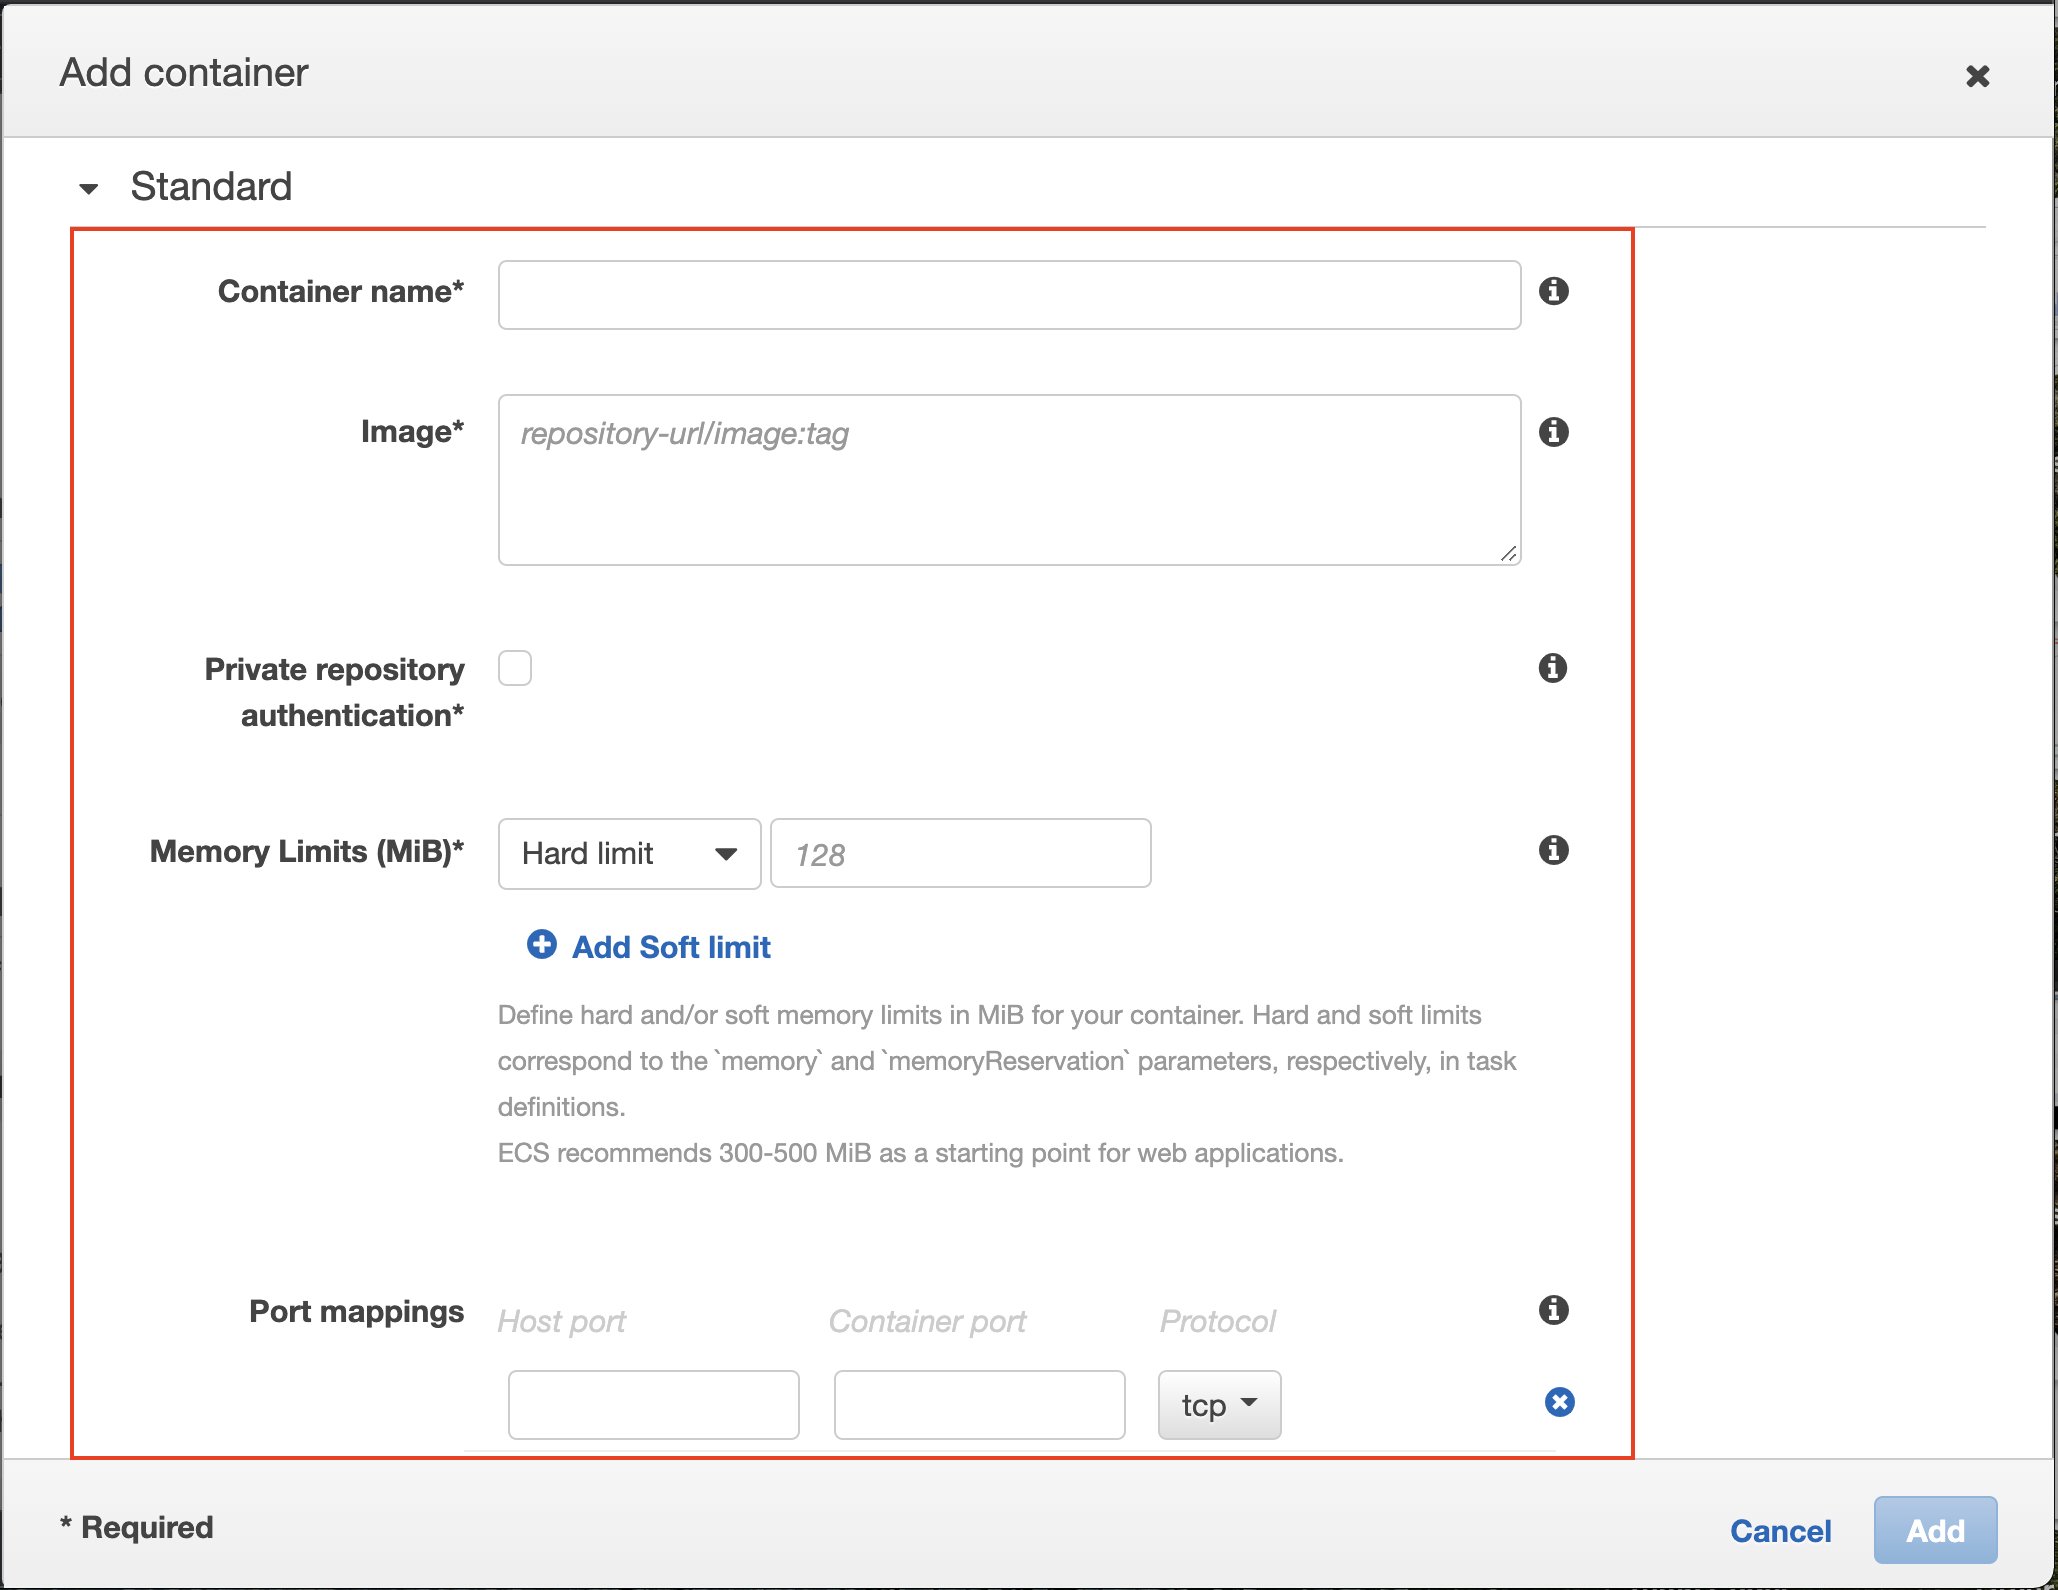 Add container
Standard
Container name*
Image*
repository-url/image:tag
Private repository
authentication*
Memory Limits (MiB)*
Hard limit
128
Add Soft limit
Define hard and/or soft memory limits in MiB for your container. Hard and soft limits
correspond to the `memory` and `memoryReservation` parameters, respectively, in task
definitions.
ECS recommends 300-500 MiB as a starting point for web applications.
Port mappings
Host port
Container port
Protocol
tcp
* Required
Cancel
Add